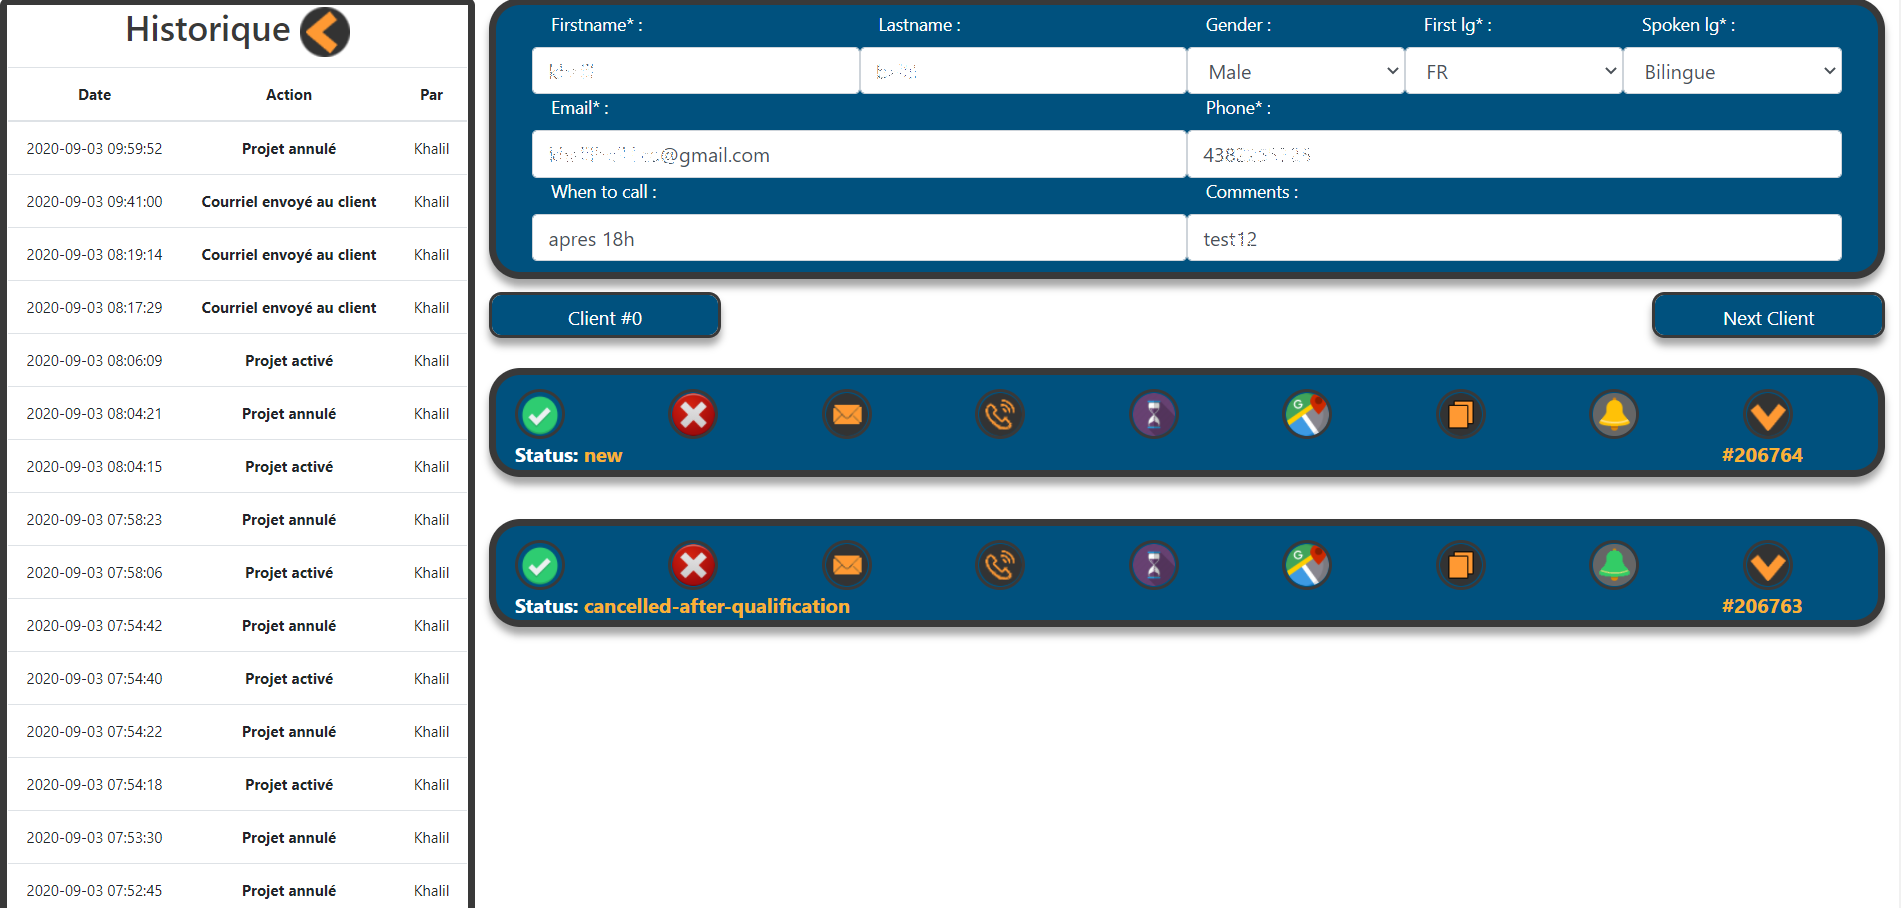 Historique
Date Action Par
2020-09-03 09:59:52 Projet annulé Khalil
2020-09-03 09:41:00 Courriel envoyé au client Khalil
2020-09-03 08:19:14 Courriel envoyé au client Khalil
2020-09-03 08:17:29 Courriel envoyé au client Khalil
2020-09-03 08:06:09 Projet activé Khalil
2020-09-03 08:04:21 Projet annulé Khalil
2020-09-03 08:04:15 Projet activé Khalil
2020-09-03 07:58:23 Projet annulé Khalil
2020-09-03 07:58:06 Projet activé Khalil
2020-09-03 07:54:42 Projet annulé Khalil
2020-09-03 07:54:40 Projet activé Khalil
2020-09-03 07:54:22 Projet annulé Khalil
2020-09-03 07:54:18 Projet activé Khalil
2020-09-03 07:53:30 Projet annulé Khalil
2020-09-03 07:52:45 Projet annulé Khalil
Firstname* : Lastname : Gender : First lg* : Spoken lg* :
Male FR Bilingue
Email* : Phone* :
@gmail.com 438
When to call : Comments :
apres 18h test12
Client #0 Next Client
G
Status: new #206764
G
Status: cancelled-after-qualification #206763